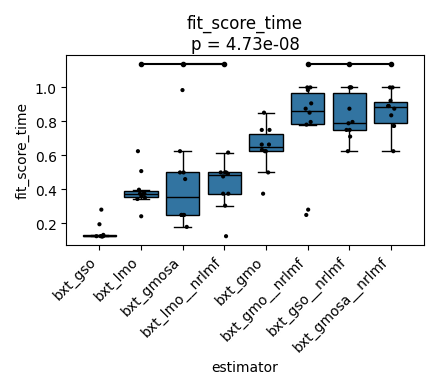 fit_score_time
p = 4.73e-08
fit_score_time
1.0
0.8
0.6
0.4
0.2
bxt_gso
bxt_lmo
bxt_gmosa
bxt_lmo__nrlmf
bxt_gmo
bxt_gmo__nrlmf
bxt_gso__nrlmf
bxt_gmosa__nrlmf
estimator